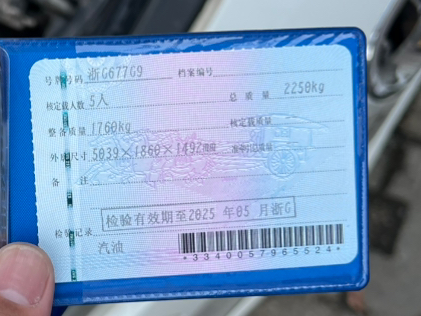 号牌号码 浙G677G9 档案编号
核定载人数 5人 总质量 2250kg
整备质量 1760kg 核定载质量
外廓尺寸 5039×1860×1492mm 准牵引总质量
备注
检验有效期至2025年05月浙G
检验记录
汽油
*3340057965524*